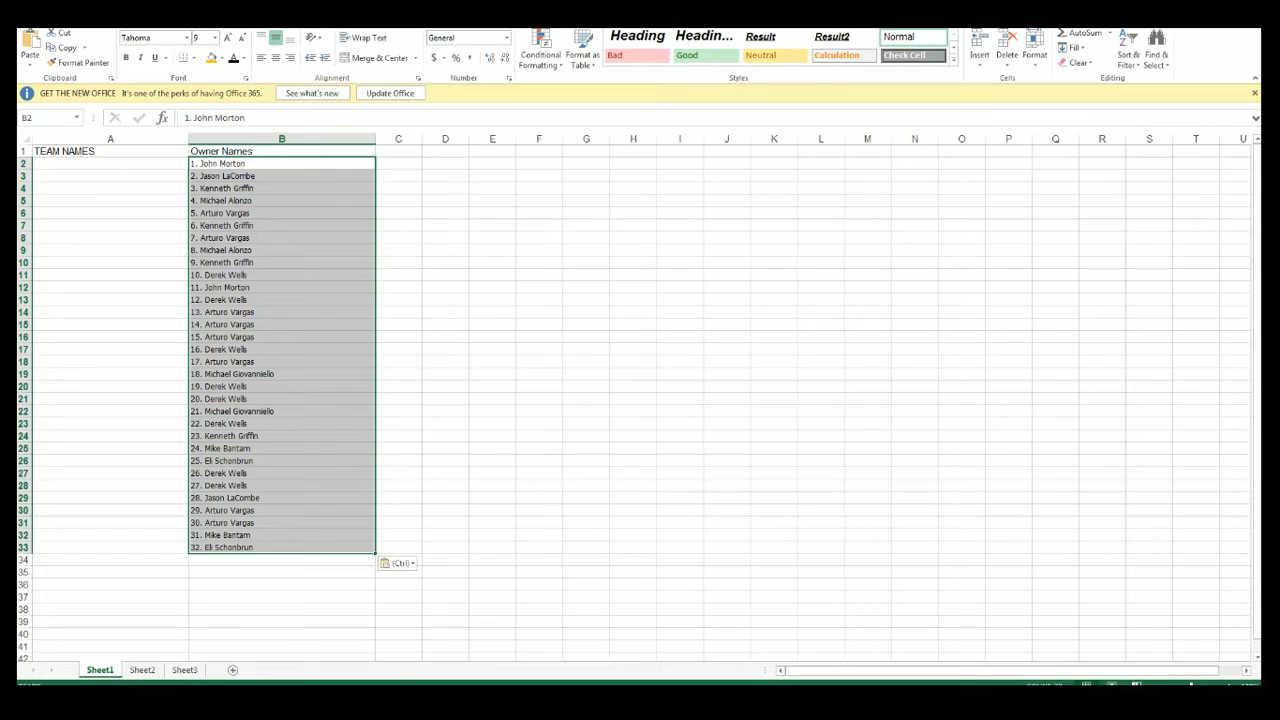 Cut
Copy
Paste
Format Painter
Clipboard
Tahoma 9
B I U
Font
Wrap Text
Merge & Center
Alignment
General
$ % ,
Number
Conditional Formatting
Format as Table
Heading Headin... Result Result2 Normal
Bad Good Neutral Calculation Check Cell
Styles
Insert Delete Format
Cells
AutoSum
Fill
Clear
Sort & Filter
Find & Select
Editing
GET THE NEW OFFICE It's one of the perks of having Office 365. See what's new Update Office
B2 fx 1. John Morton
A B C D E F G H I J K L M N O P Q R S T U
1 TEAM NAMES Owner Names
2 1. John Morton
3 2. Jason LaCombe
4 3. Kenneth Griffin
5 4. Michael Alonzo
6 5. Arturo Vargas
7 6. Kenneth Griffin
8 7. Arturo Vargas
9 8. Michael Alonzo
10 9. Kenneth Griffin
11 10. Derek Wells
12 11. John Morton
13 12. Derek Wells
14 13. Arturo Vargas
15 14. Arturo Vargas
16 15. Arturo Vargas
17 16. Derek Wells
18 17. Arturo Vargas
19 18. Michael Giovanniello
20 19. Derek Wells
21 20. Derek Wells
22 21. Michael Giovanniello
23 22. Derek Wells
24 23. Kenneth Griffin
25 24. Mike Bantam
26 25. Eli Schonbrun
27 26. Derek Wells
28 27. Derek Wells
29 28. Jason LaCombe
30 29. Arturo Vargas
31 30. Arturo Vargas
32 31. Mike Bantam
33 32. Eli Schonbrun
34 (Ctrl)
35
36
37
38
39
40
41
42
Sheet1 Sheet2 Sheet3